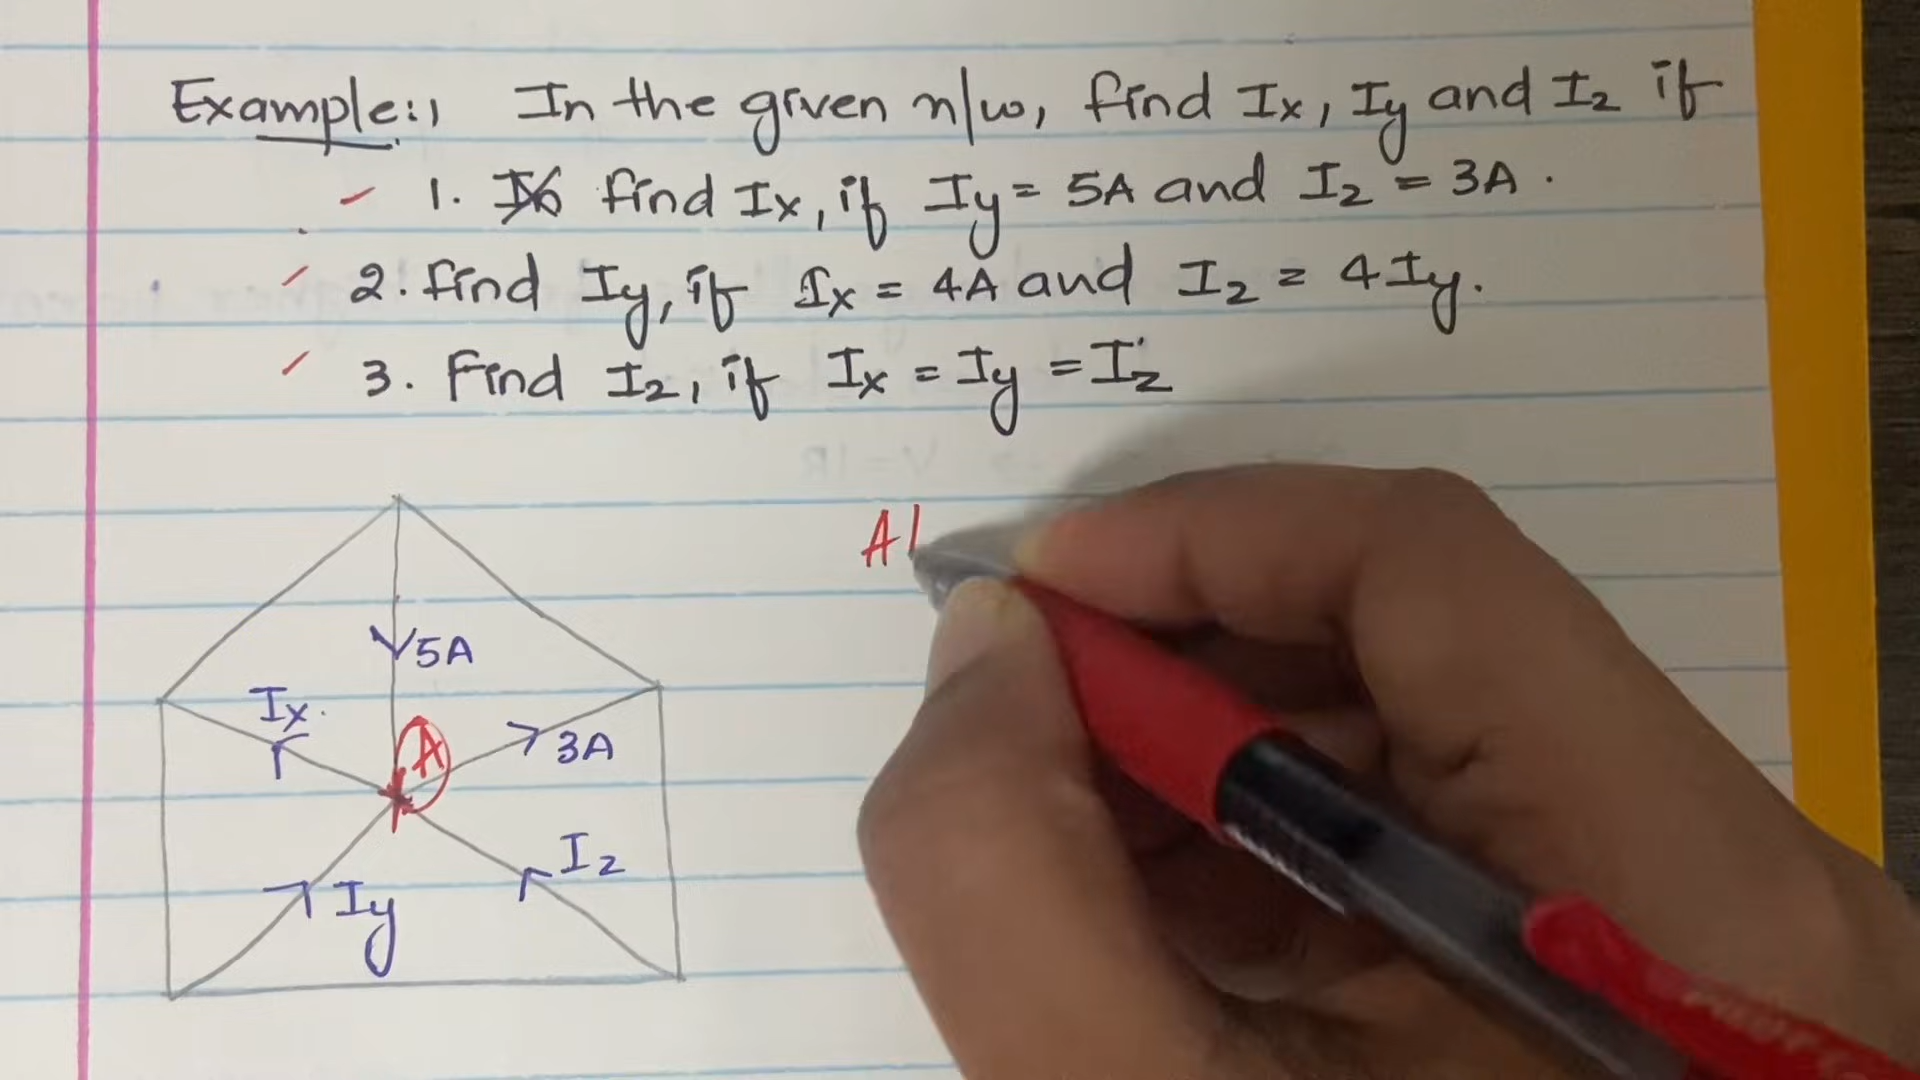 Example:1 In the given n/w, find Ix, Iy and Iz if
1. find Ix, if Iy = 5A and Iz = 3A.
2. find Iy, if Ix = 4A and Iz = 4Iy.
3. Find Iz, if Ix = Iy = Iz
A
5A
Ix.
A
3A
Iz
Iy